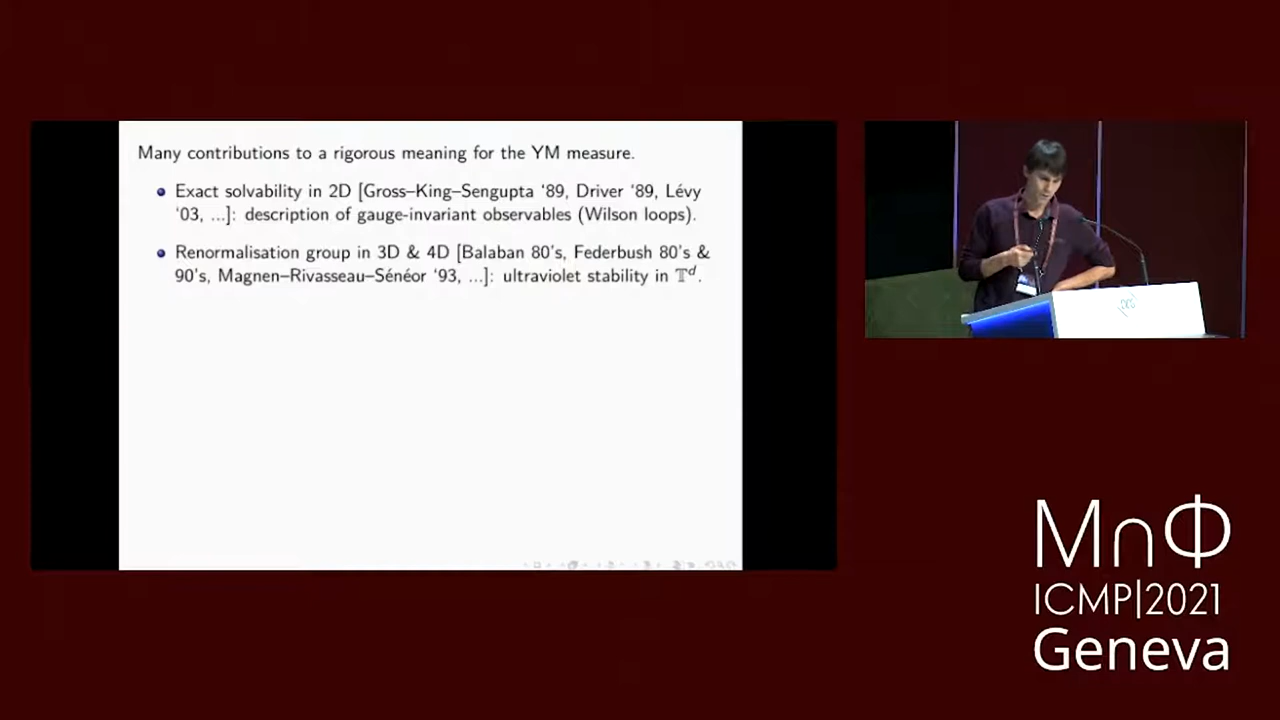 Many contributions to a rigorous meaning for the YM measure.
Exact solvability in 2D [Gross–King–Sengupta ‘89, Driver ‘89, Lévy
‘03, ...]: description of gauge-invariant observables (Wilson loops).
Renormalisation group in 3D & 4D [Balaban 80's, Federbush 80's &
90's, Magnen–Rivasseau–Sénéor ‘93, ...]: ultraviolet stability in 𝕋ᵈ.
M∩Φ
ICMP|2021
Geneva